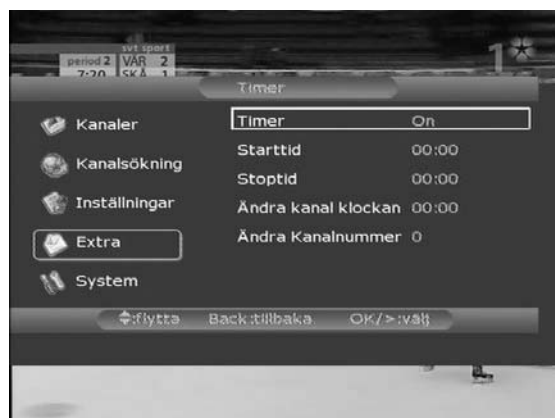 svt sport
period 2 VÄR 2
7:20 SKÅ 1
1
Timer
Kanaler
Kanalsökning
Inställningar
Extra
System
Timer On
Starttid 00:00
Stoptid 00:00
Ändra kanal klockan 00:00
Ändra Kanalnummer 0
:flytta Back:tillbaka OK/>:välj